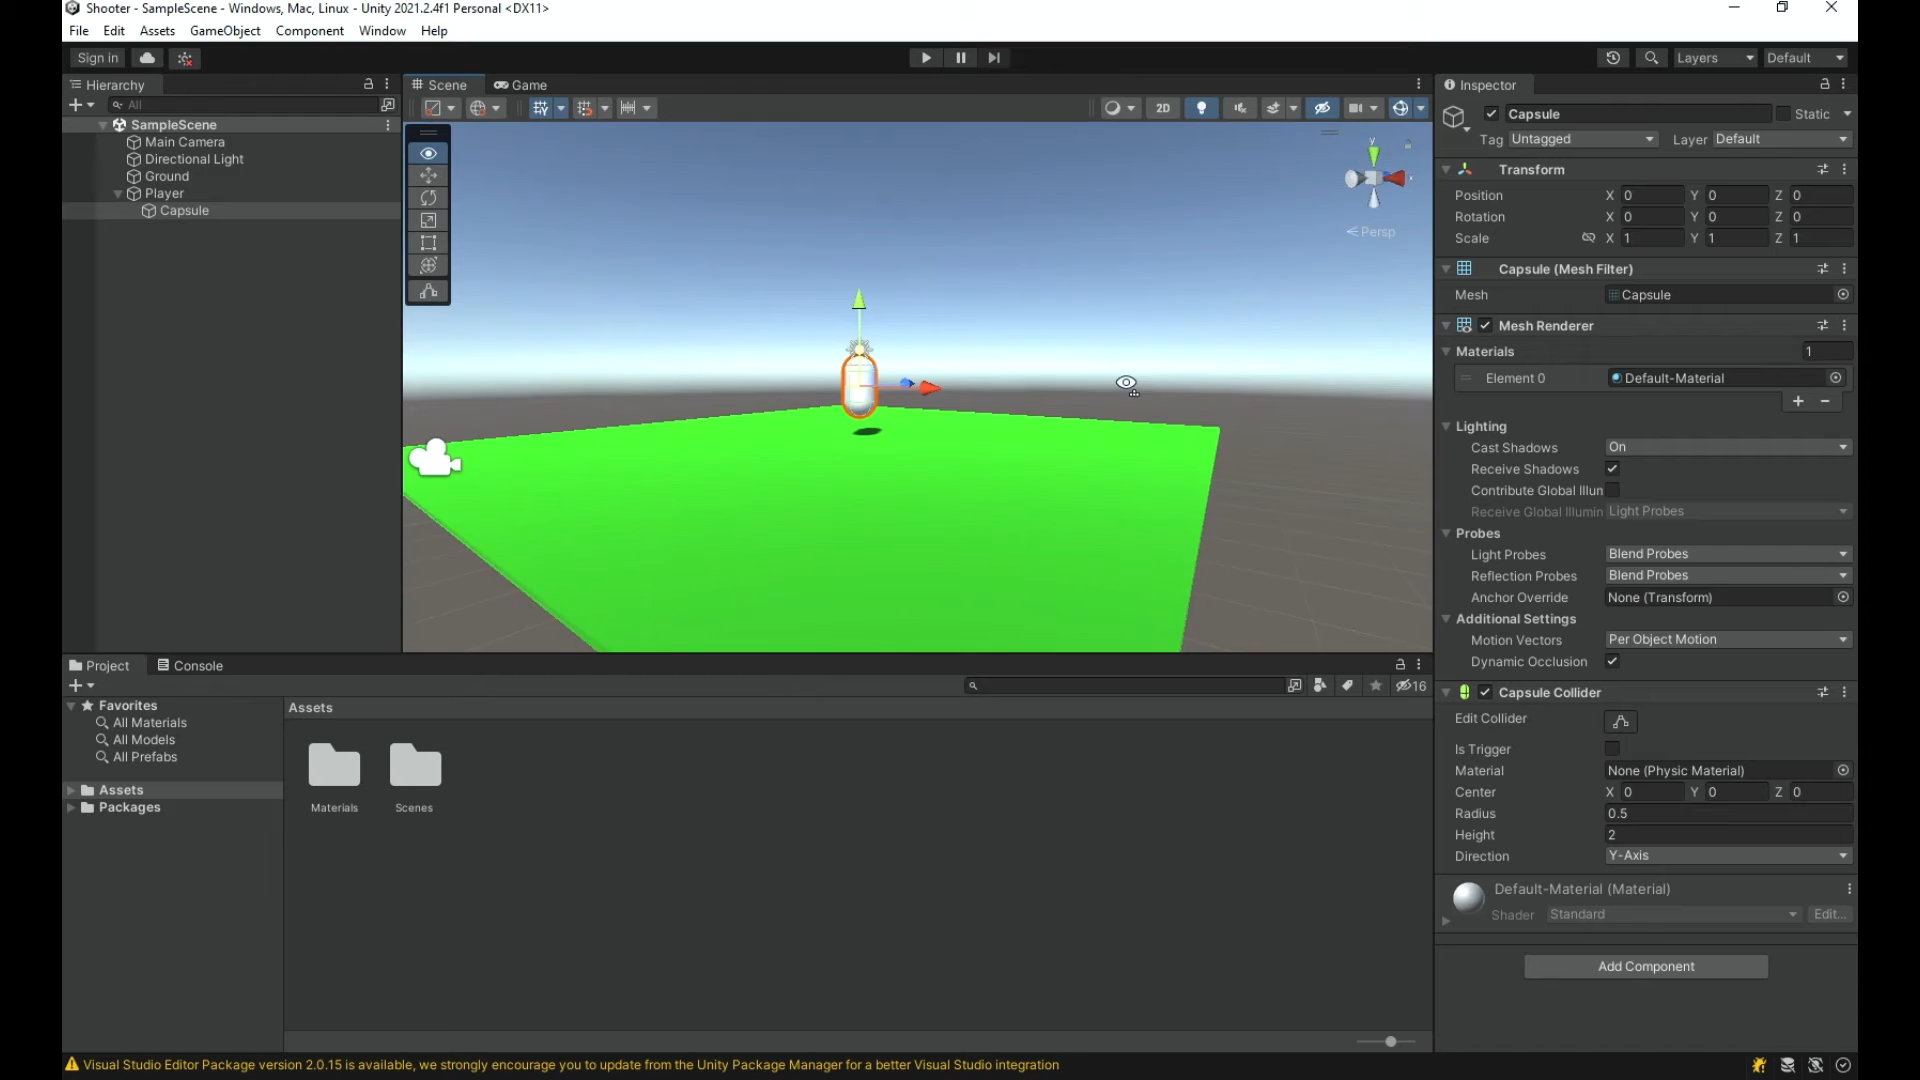 Shooter - SampleScene - Windows, Mac, Linux - Unity 2021.2.4f1 Personal <DX11>
File Edit Assets GameObject Component Window Help
Sign in Layers Default
Hierarchy
All
SampleScene
Main Camera
Directional Light
Ground
Player
Capsule
Scene Game
2D
y
Persp
Inspector
Capsule Static
Tag Untagged Layer Default
Transform
Position X 0 Y 0 Z 0
Rotation X 0 Y 0 Z 0
Scale X 1 Y 1 Z 1
Capsule (Mesh Filter)
Mesh Capsule
Mesh Renderer
Materials 1
Element 0 Default-Material
+ -
Lighting
Cast Shadows On
Receive Shadows
Contribute Global Illun
Receive Global Illumin Light Probes
Probes
Light Probes Blend Probes
Reflection Probes Blend Probes
Anchor Override None (Transform)
Additional Settings
Motion Vectors Per Object Motion
Dynamic Occlusion
Capsule Collider
Edit Collider
Is Trigger
Material None (Physic Material)
Center X 0 Y 0 Z 0
Radius 0.5
Height 2
Direction Y-Axis
Default-Material (Material)
Shader Standard Edit...
Add Component
Project Console
16
Favorites
All Materials
All Models
All Prefabs
Assets
Packages
Assets
Materials Scenes
Visual Studio Editor Package version 2.0.15 is available, we strongly encourage you to update from the Unity Package Manager for a better Visual Studio integration